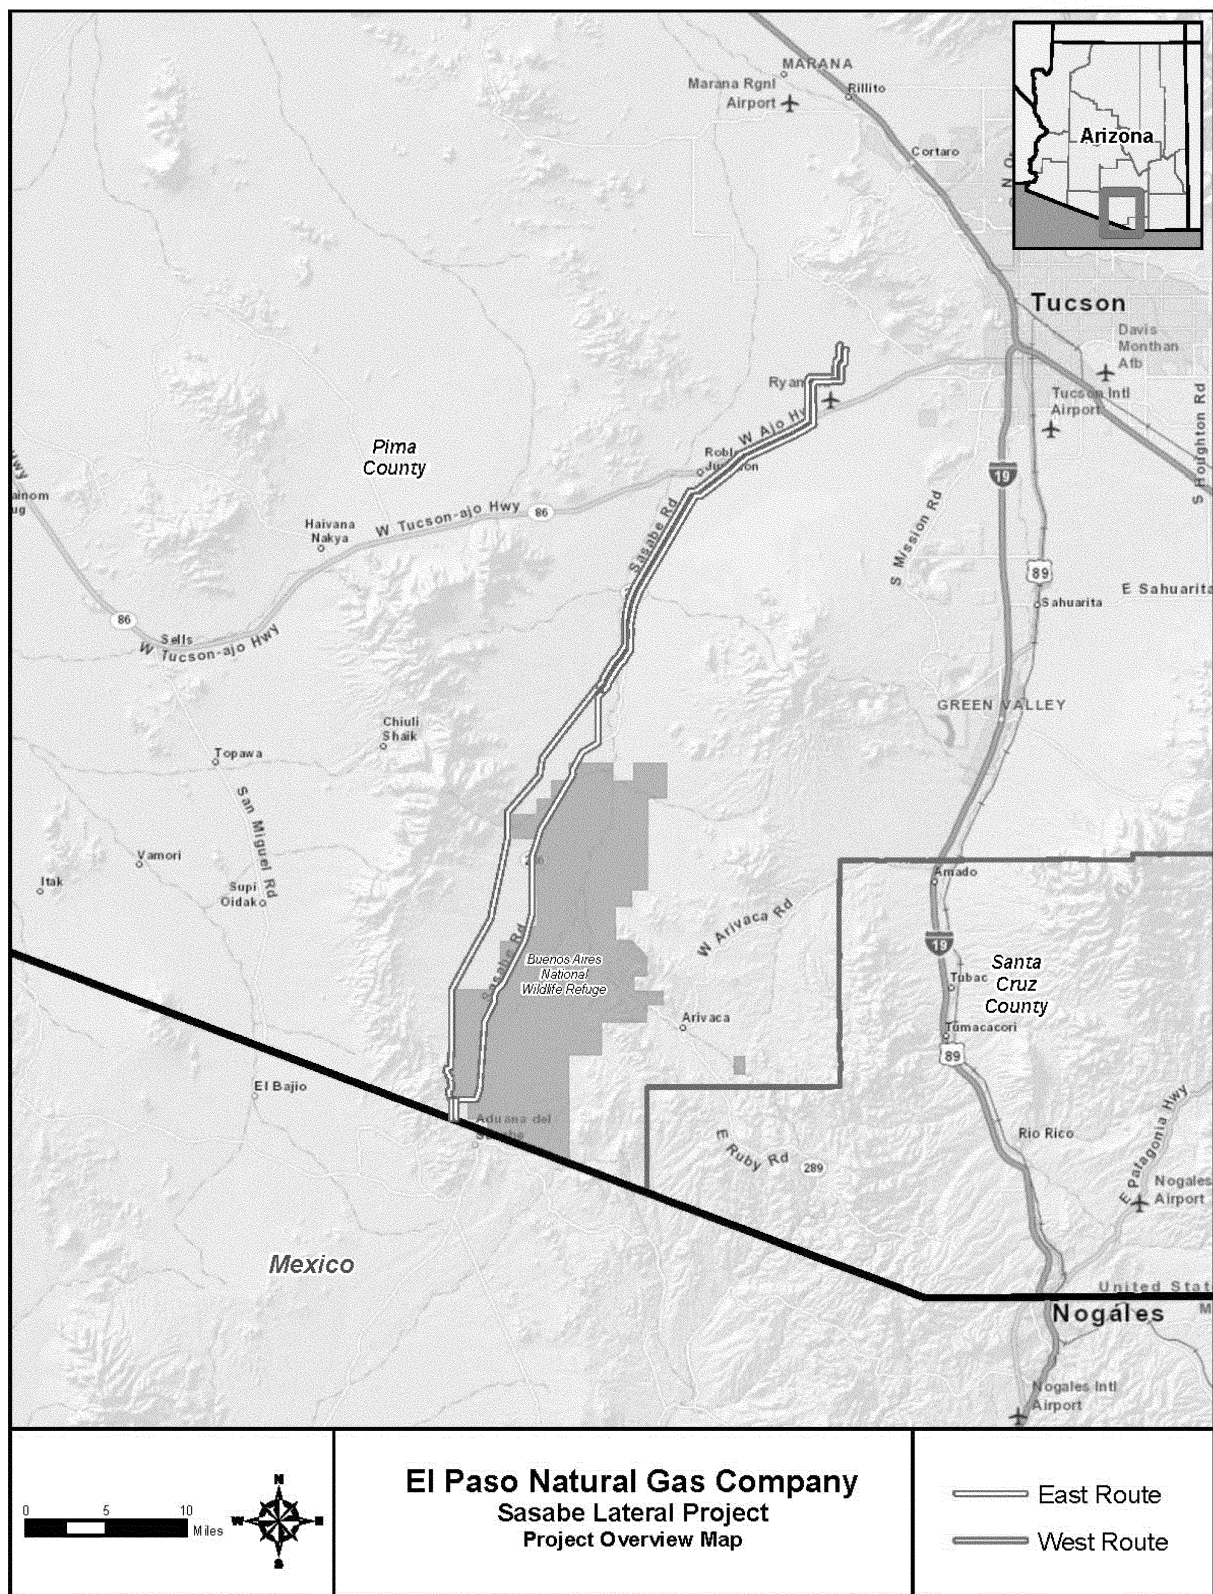 MARANA
Marana Rgnl
Airport
Rillito
Cortaro
Arizona
Tucson
Davis
Monthan
Afb
Tucson Intl
Airport
S Houghton Rd
Ryan
W Ajo
Pima
County
19
W Tucson-ajo Hwy
86
Haivana
Nakya
Sasabe Rd
S Mission Rd
89
Sahuarita
E Sahuarita
Hwy
86
Sells
W Tucson-ajo Hwy
GREEN VALLEY
Chiuli
Shaik
Topawa
San Miguel Rd
Vamori
Itak
Supi
Oidak
Amado
W Arivaca Rd
19
Sasabe Rd
Buenos Aires
National
Wildlife Refuge
Santa
Cruz
County
Tubac
Arivaca
Tumacacori
89
El Bajio
Aduana del
E Ruby Rd
289
Rio Rico
E Patagonia Hwy
Nogales
Airport
Mexico
United Stat
Nogáles
M
Nogales Intl
Airport
0 5 10
Miles
N
W E
S
El Paso Natural Gas Company
Sasabe Lateral Project
Project Overview Map
East Route
West Route